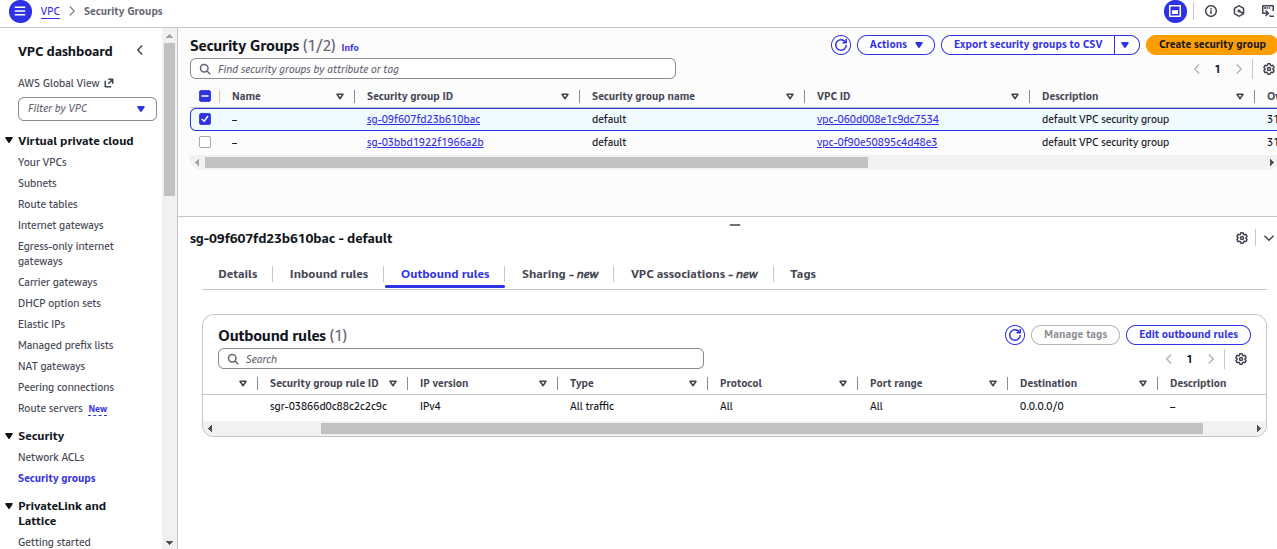 VPC > Security Groups
VPC dashboard
AWS Global View
Filter by VPC
Virtual private cloud
Your VPCs
Subnets
Route tables
Internet gateways
Egress-only internet
gateways
Carrier gateways
DHCP option sets
Elastic IPs
Managed prefix lists
NAT gateways
Peering connections
Route servers New
Security
Network ACLs
Security groups
PrivateLink and
Lattice
Getting started
Security Groups (1/2) Info
Actions
Export security groups to CSV
Create security group
Find security groups by attribute or tag
1
Name Security group ID Security group name VPC ID Description
– sg-09f607fd23b610bac default vpc-060d008e1c9dc7534 default VPC security group 31
– sg-03bbd1922f1966a2b default vpc-0f90e50895c4d48e3 default VPC security group 31
sg-09f607fd23b610bac - default
Details Inbound rules Outbound rules Sharing - new VPC associations - new Tags
Outbound rules (1)
Manage tags
Edit outbound rules
Search
1
Security group rule ID IP version Type Protocol Port range Destination Description
sgr-03866d0c88c2c2c9c IPv4 All traffic All All 0.0.0.0/0 –